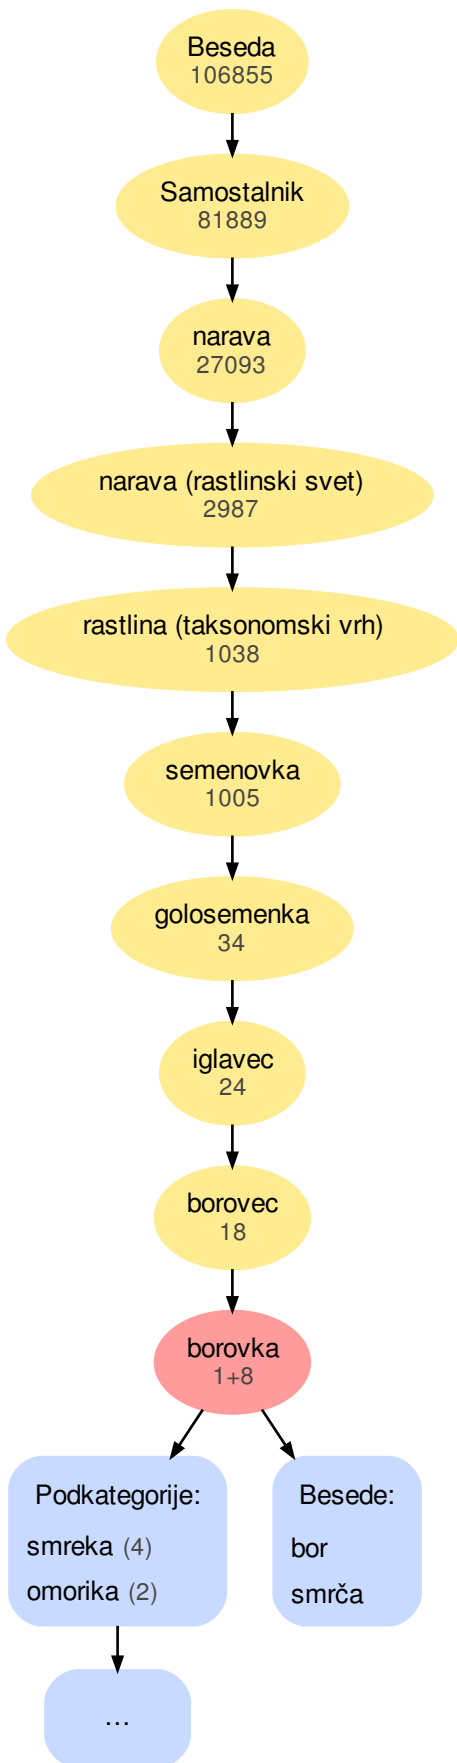 Beseda
106855
Samostalnik
81889
narava
27093
narava (rastlinski svet)
2987
rastlina (taksonomski vrh)
1038
semenovka
1005
golosemenka
34
iglavec
24
borovec
18
borovka
1+8
Podkategorije:
smreka (4)
omorika (2)
Besede:
bor
smrča
...